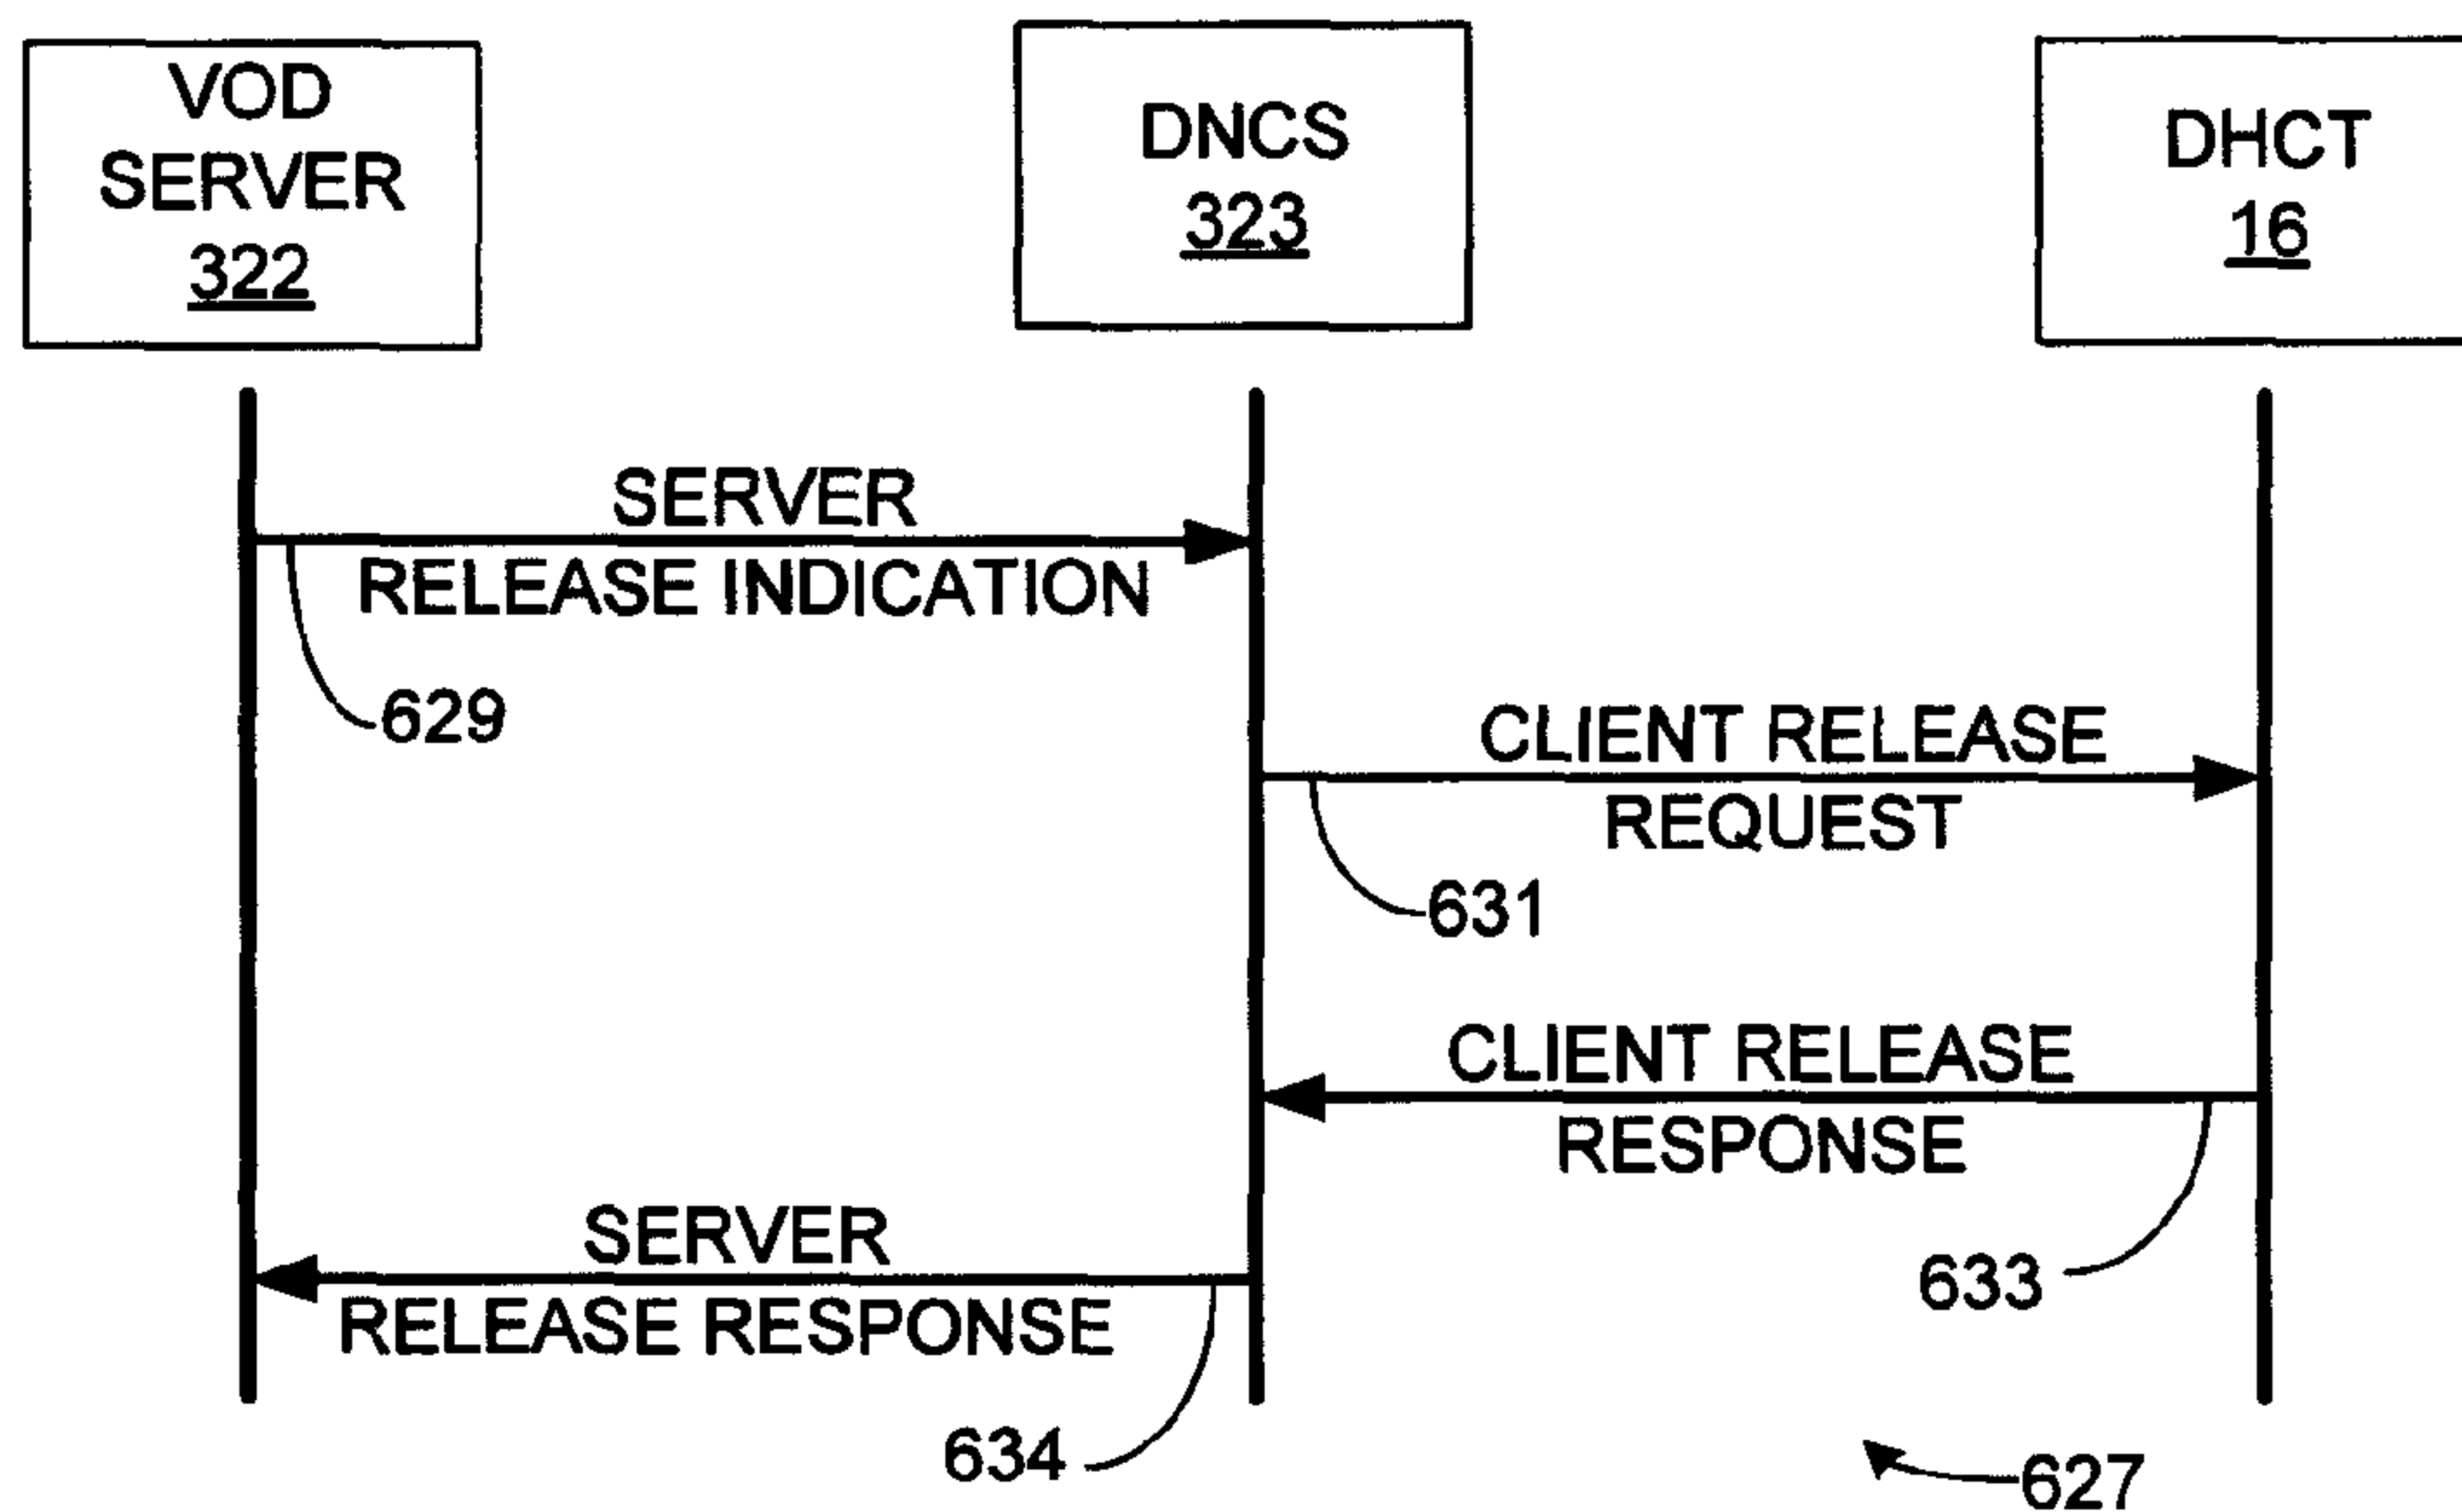 VOD
SERVER
322
DNCS
323
DHCT
16
SERVER
RELEASE INDICATION
629
CLIENT RELEASE
REQUEST
631
CLIENT RELEASE
RESPONSE
633
SERVER
RELEASE RESPONSE
634
627